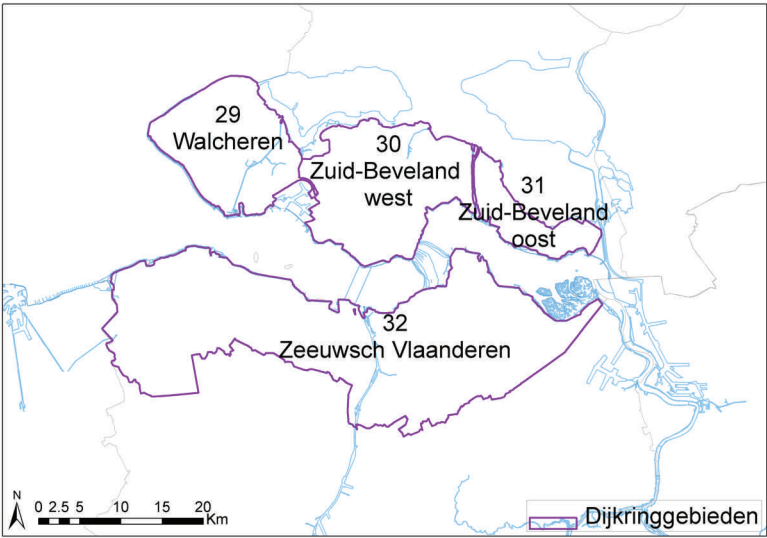 29
Walcheren
30
Zuid-Beveland
west
31
Zuid-Beveland
oost
32
Zeeuwsch Vlaanderen
N
0 2.5 5 10 15 20
Km
Dijkringgebieden